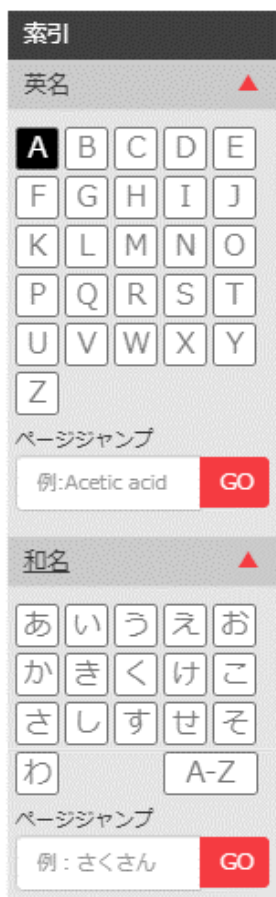 索引
英名
A B C D E
F G H I J
K L M N O
P Q R S T
U V W X Y
Z
ページジャンプ
例:Acetic acid GO
和名
あ い う え お
か き く け こ
さ し す せ そ
わ A-Z
ページジャンプ
例：さくさん GO